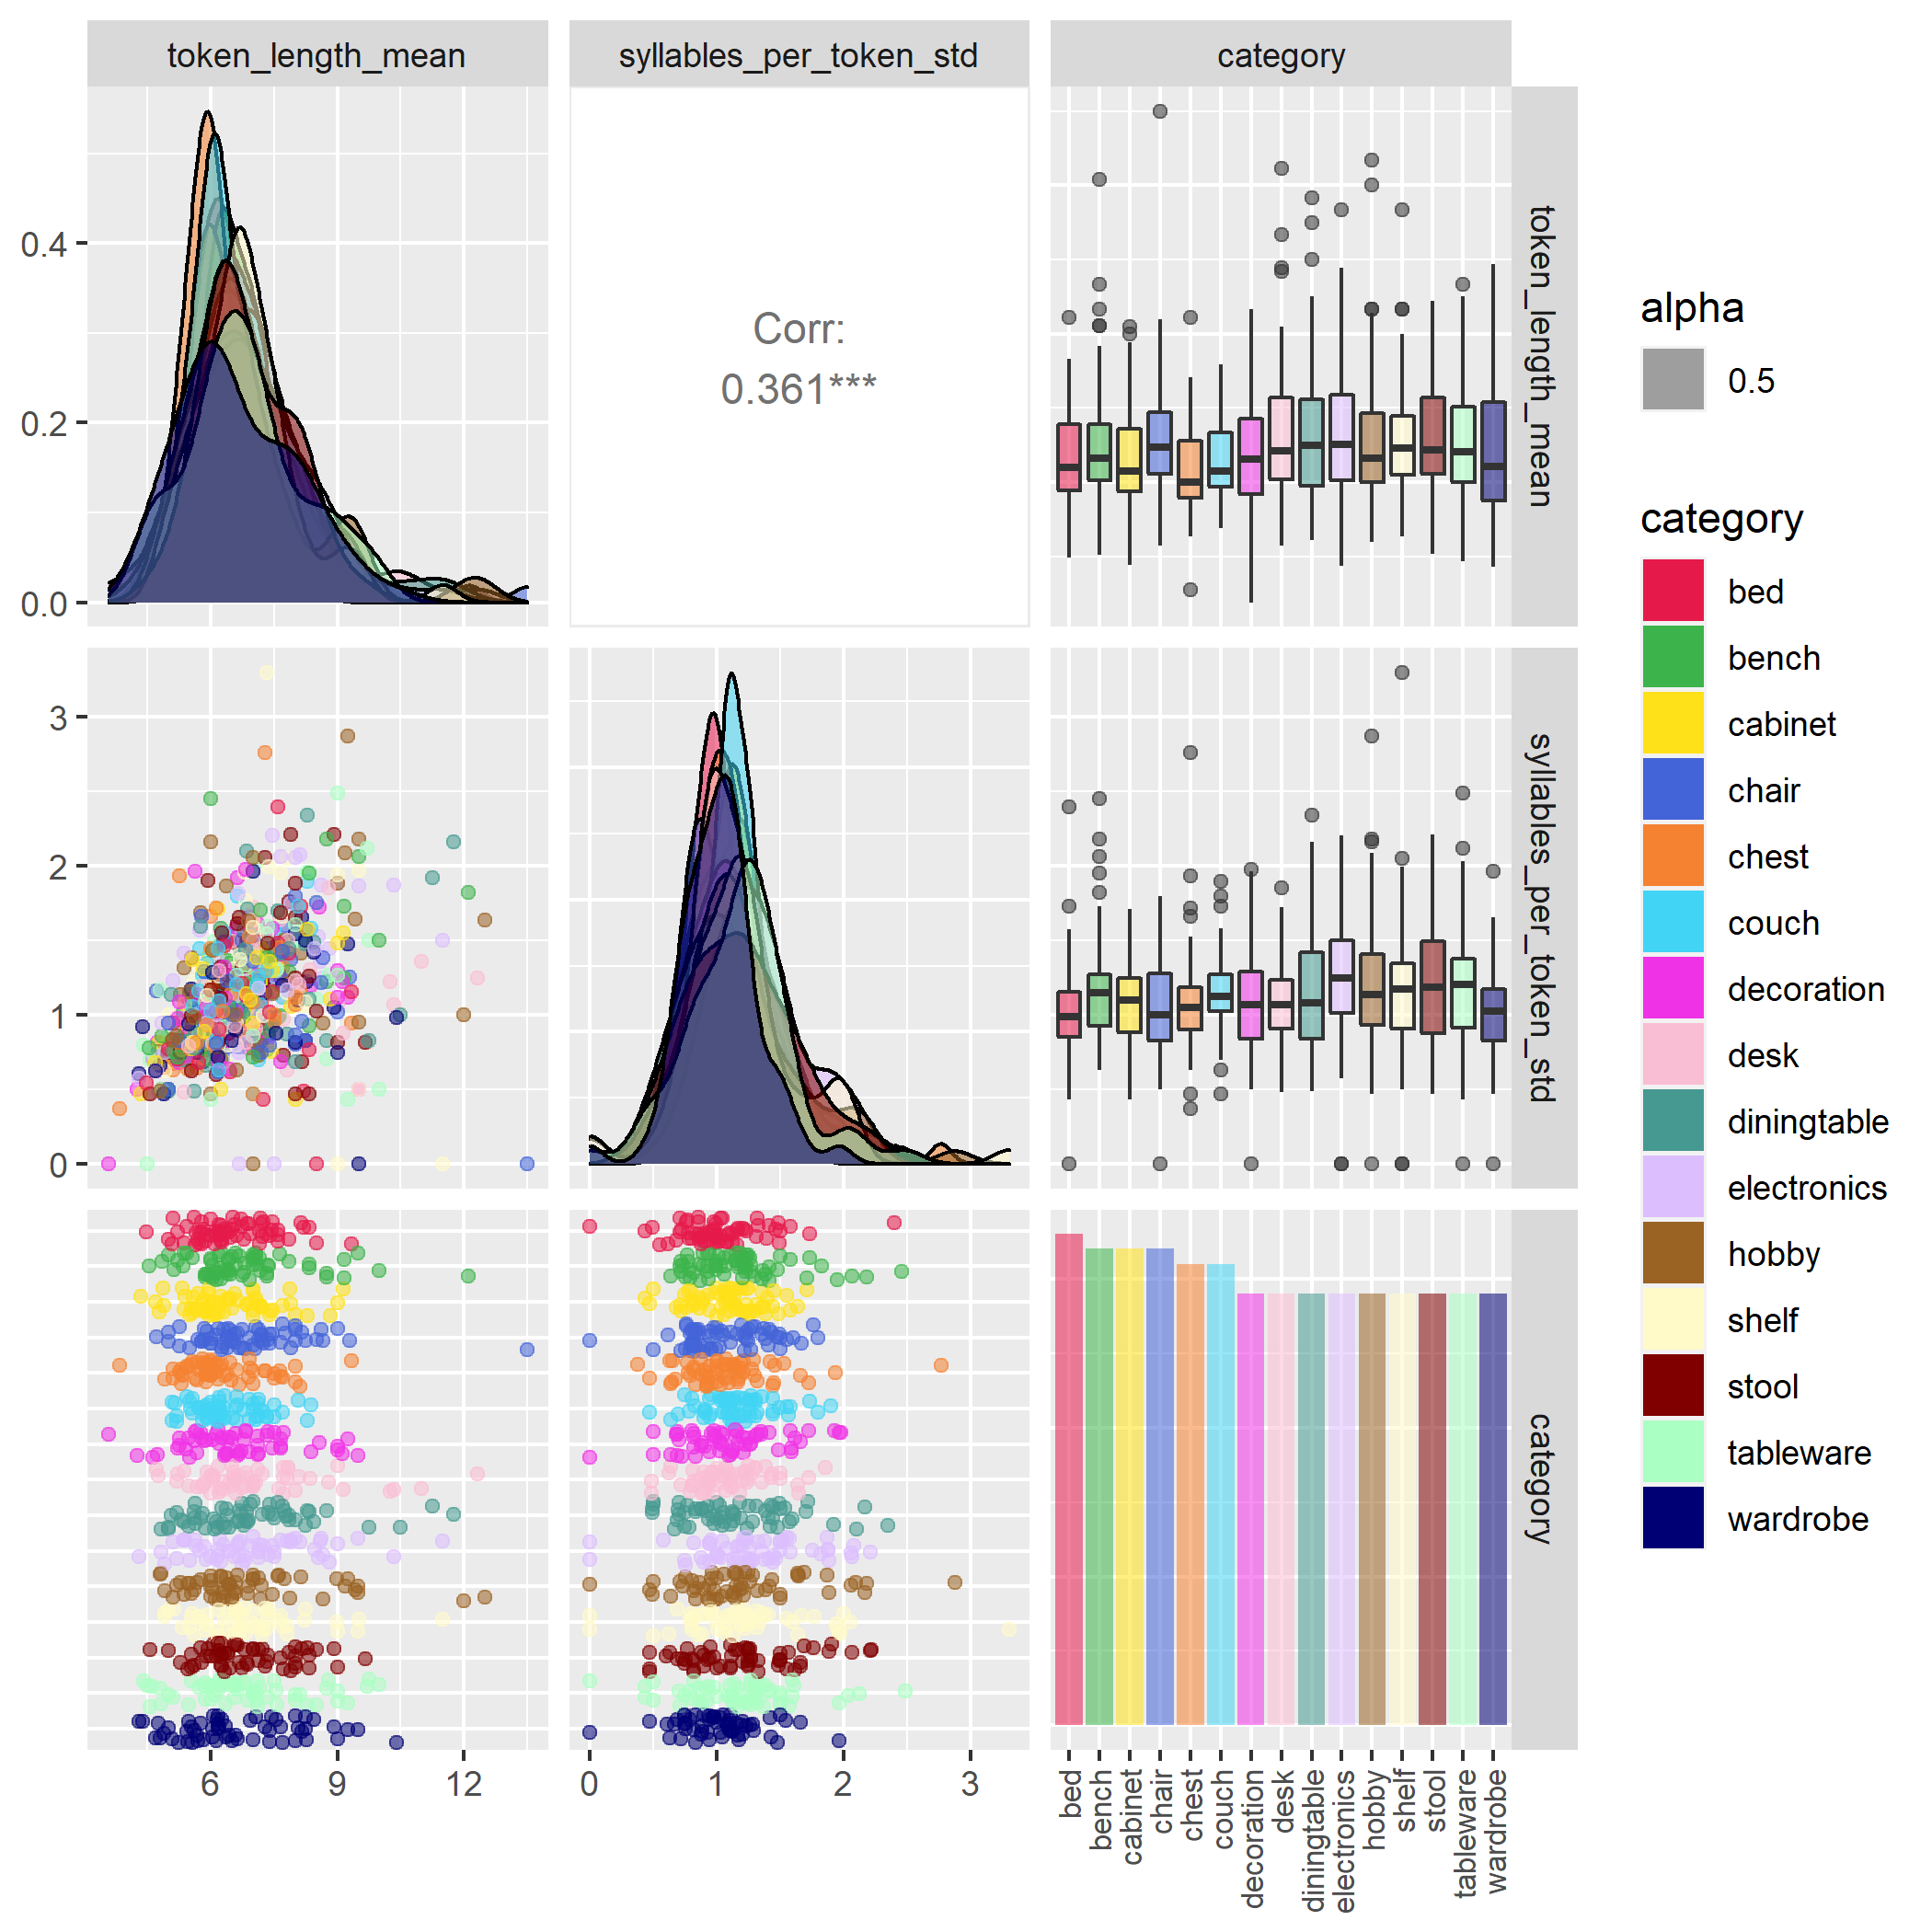 token_length_mean
syllables_per_token_std
category
0.4
0.2
0.0
Corr:
0.361***
token_length_mean
3
2
1
0
syllables_per_token_std
category
6
9
12
0
1
2
3
bed
bench
cabinet
chair
chest
couch
decoration
desk
diningtable
electronics
hobby
shelf
stool
tableware
wardrobe
alpha
0.5
category
bed
bench
cabinet
chair
chest
couch
decoration
desk
diningtable
electronics
hobby
shelf
stool
tableware
wardrobe